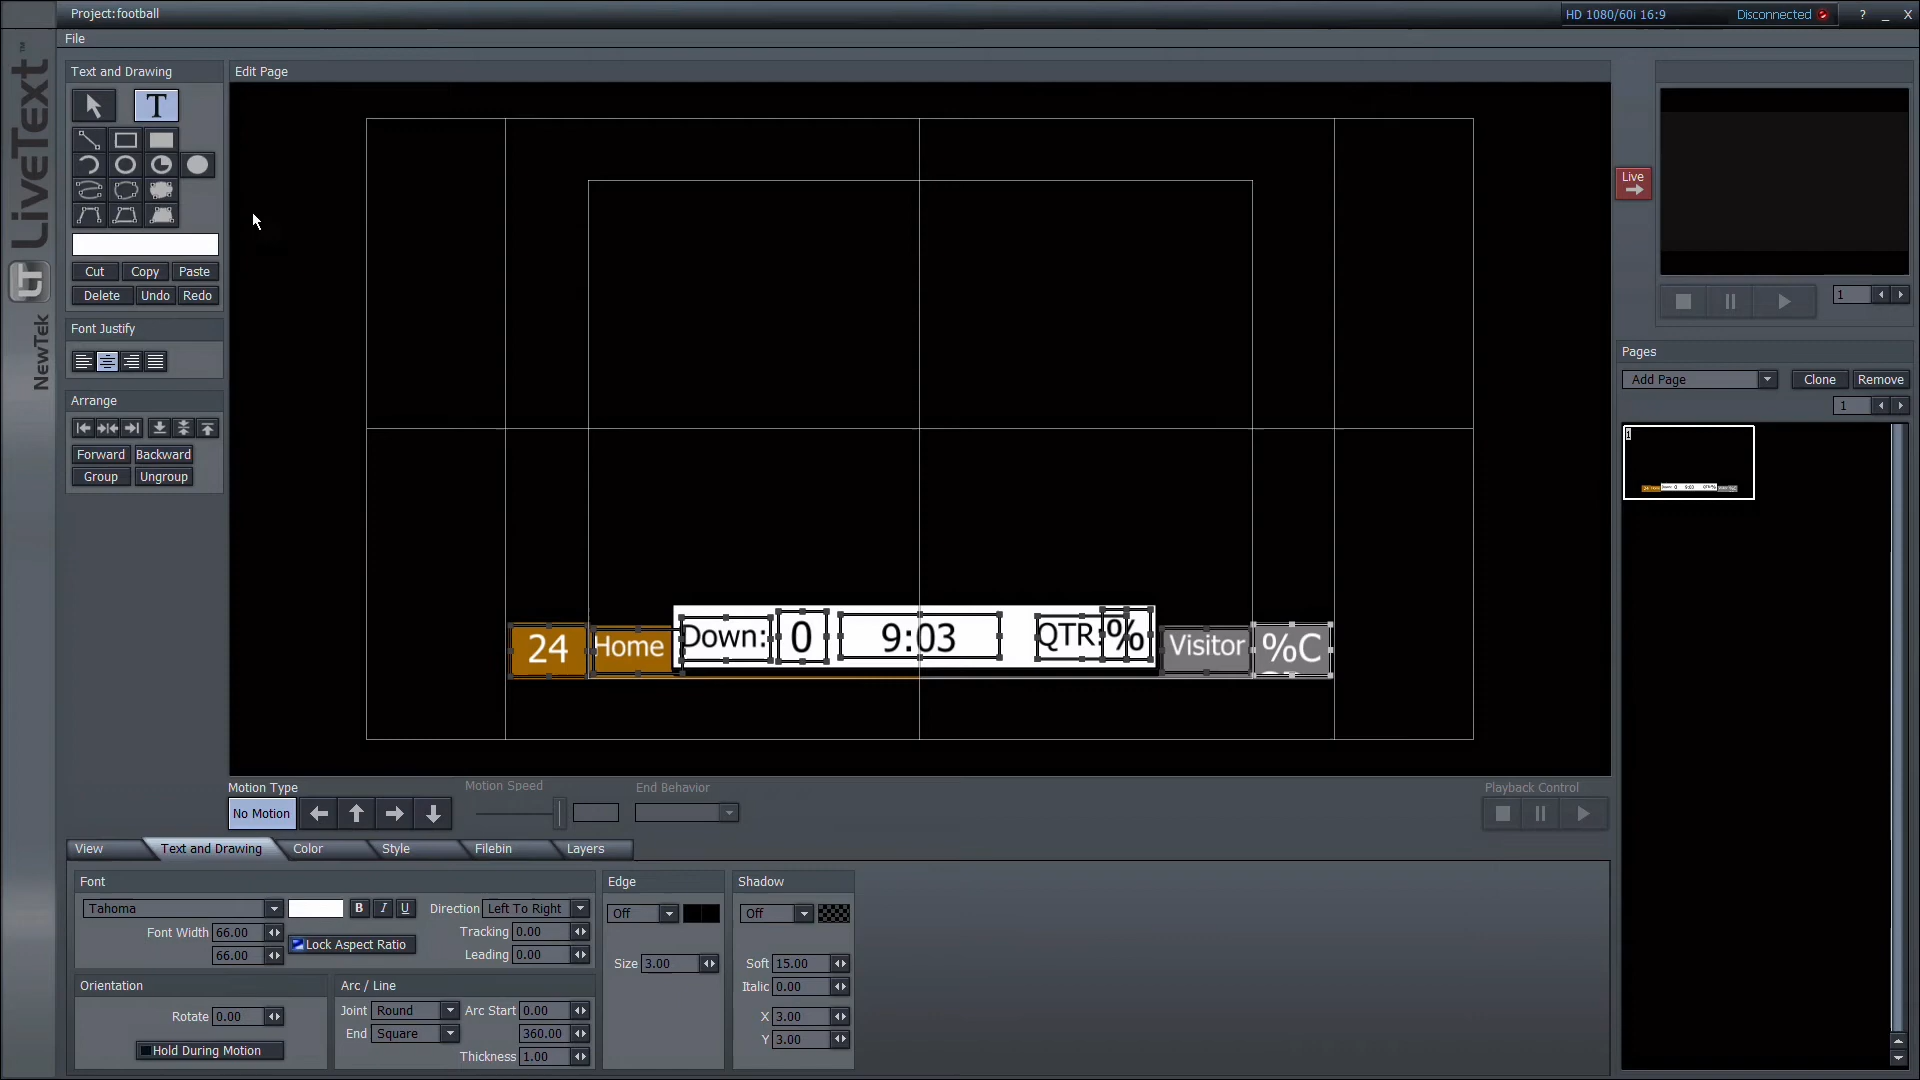 Project:football
HD 1080/60i 16:9
Disconnected
? _ X
File
LiveText™
NewTek
Text and Drawing
T
Cut Copy Paste
Delete Undo Redo
Font Justify
Arrange
Forward Backward
Group Ungroup
Edit Page
24 Home Down: 0 9:03 QTR:% Visitor %C
Live
1
Pages
Add Page Clone Remove
1
1
Motion Type Motion Speed End Behavior Playback Control
No Motion
View Text and Drawing Color Style Filebin Layers
Font
Tahoma B I U Direction Left To Right
Font Width 66.00 Tracking 0.00
66.00 Lock Aspect Ratio Leading 0.00
Orientation
Rotate 0.00
Hold During Motion
Arc / Line
Joint Round Arc Start 0.00
End Square 360.00
Thickness 1.00
Edge
Off
Size 3.00
Shadow
Off
Soft 15.00
Italic 0.00
X 3.00
Y 3.00